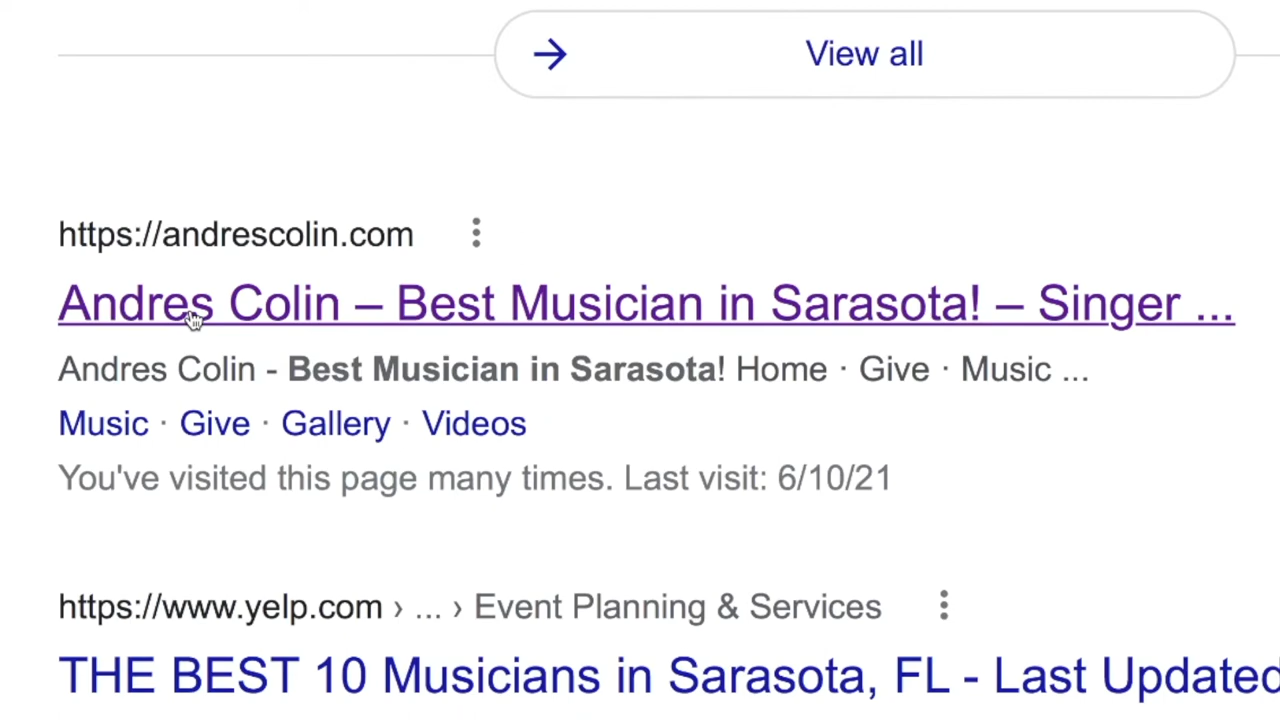 View all
https://andrescolin.com
Andres Colin – Best Musician in Sarasota! – Singer ...
Andres Colin - Best Musician in Sarasota! Home · Give · Music ...
Music · Give · Gallery · Videos
You've visited this page many times. Last visit: 6/10/21
https://www.yelp.com › ... › Event Planning & Services
THE BEST 10 Musicians in Sarasota, FL - Last Updated